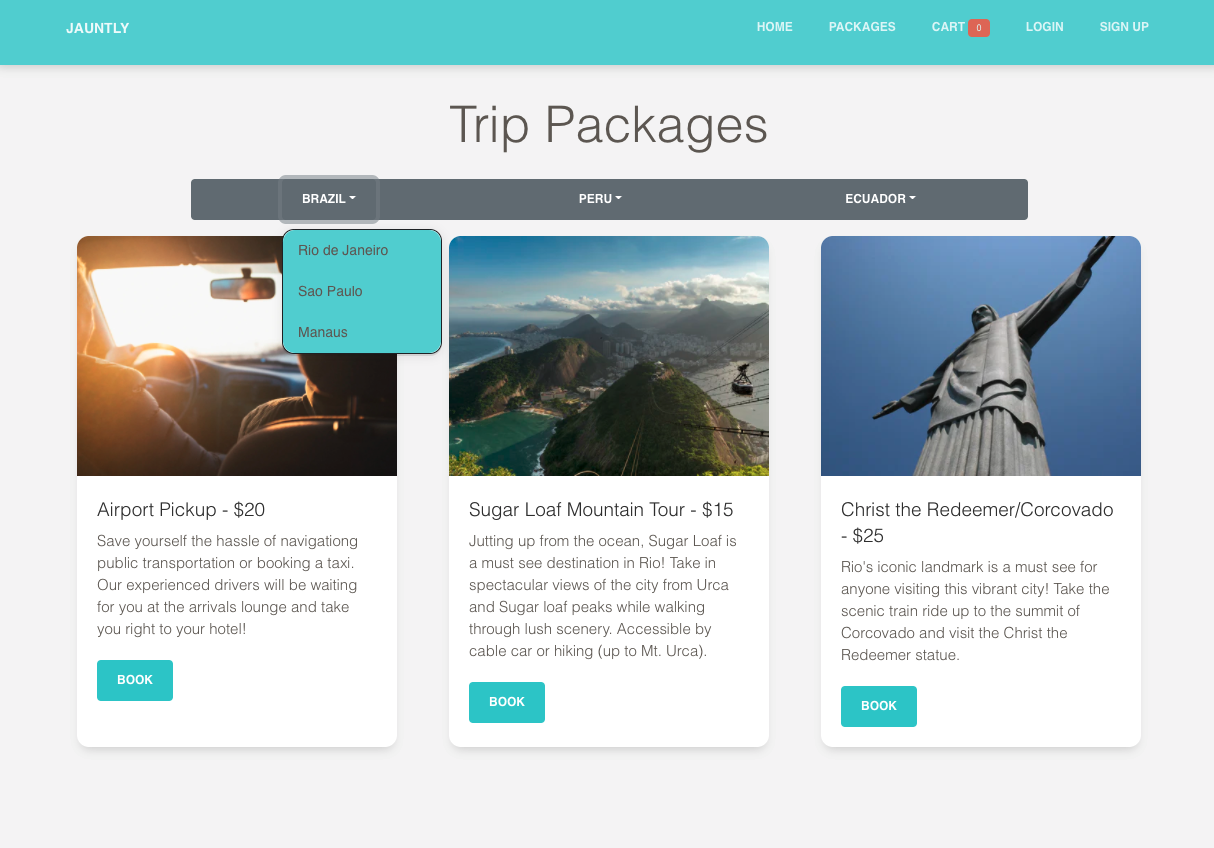 JAUNTLY
HOME
PACKAGES
CART 0
LOGIN
SIGN UP
Trip Packages
BRAZIL
PERU
ECUADOR
Rio de Janeiro
Sao Paulo
Manaus
Airport Pickup - $20
Save yourself the hassle of navigationg
public transportation or booking a taxi.
Our experienced drivers will be waiting
for you at the arrivals lounge and take
you right to your hotel!
BOOK
Sugar Loaf Mountain Tour - $15
Jutting up from the ocean, Sugar Loaf is
a must see destination in Rio! Take in
spectacular views of the city from Urca
and Sugar loaf peaks while walking
through lush scenery. Accessible by
cable car or hiking (up to Mt. Urca).
BOOK
Christ the Redeemer/Corcovado
- $25
Rio's iconic landmark is a must see for
anyone visiting this vibrant city! Take the
scenic train ride up to the summit of
Corcovado and visit the Christ the
Redeemer statue.
BOOK